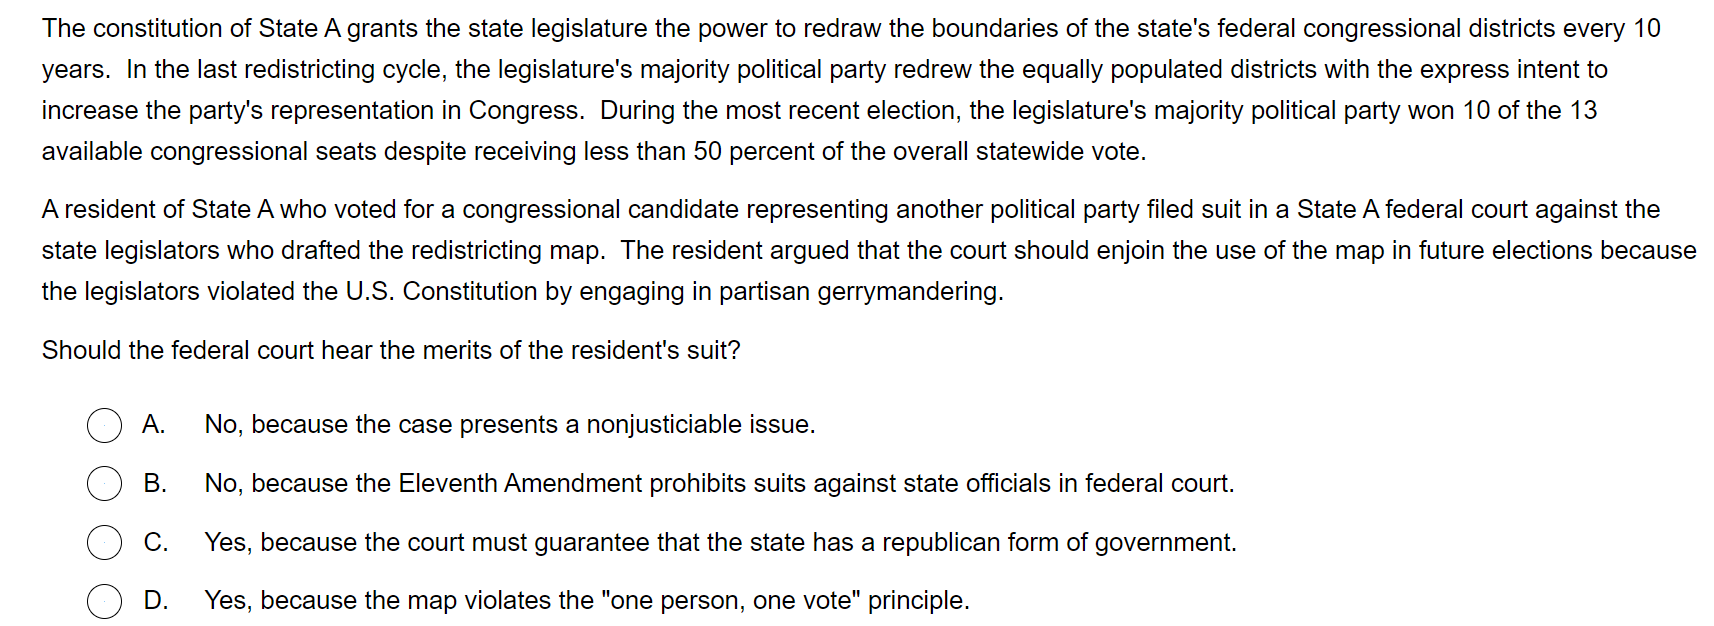 The constitution of State A grants the state legislature the power to redraw the boundaries of the state's federal congressional districts every 10
years.  In the last redistricting cycle, the legislature's majority political party redrew the equally populated districts with the express intent to
increase the party's representation in Congress.  During the most recent election, the legislature's majority political party won 10 of the 13
available congressional seats despite receiving less than 50 percent of the overall statewide vote.
A resident of State A who voted for a congressional candidate representing another political party filed suit in a State A federal court against the
state legislators who drafted the redistricting map.  The resident argued that the court should enjoin the use of the map in future elections because
the legislators violated the U.S. Constitution by engaging in partisan gerrymandering.
Should the federal court hear the merits of the resident's suit?
A. No, because the case presents a nonjusticiable issue.
B. No, because the Eleventh Amendment prohibits suits against state officials in federal court.
C. Yes, because the court must guarantee that the state has a republican form of government.
D. Yes, because the map violates the "one person, one vote" principle.